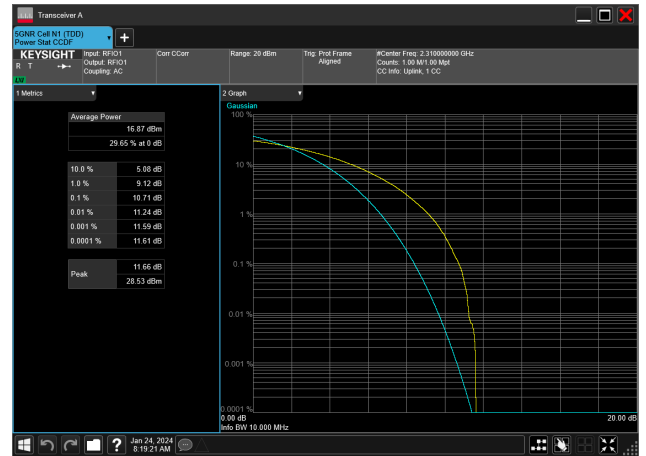 Transceiver A
5GNR Cell N1 (TDD)
Power Stat CCDF
KEYSIGHT
R T
LXI
Input: RFIO1
Output: RFIO1
Coupling: AC
Corr CCorr
Range: 20 dBm
Trig: Prot Frame
Aligned
#Center Freq: 2.310000000 GHz
Counts: 1.00 M/1.00 Mpt
CC Info: Uplink, 1 CC
1 Metrics
Average Power
16.87 dBm
29.65 % at 0 dB
10.0 % 5.08 dB
1.0 % 9.12 dB
0.1 % 10.71 dB
0.01 % 11.24 dB
0.001 % 11.59 dB
0.0001 % 11.61 dB
Peak 11.66 dB
28.53 dBm
2 Graph
Gaussian
100 %
10 %
1 %
0.1 %
0.01 %
0.001 %
0.0001 %
0.00 dB 20.00 dB
Info BW 10.000 MHz
Jan 24, 2024
8:19:21 AM